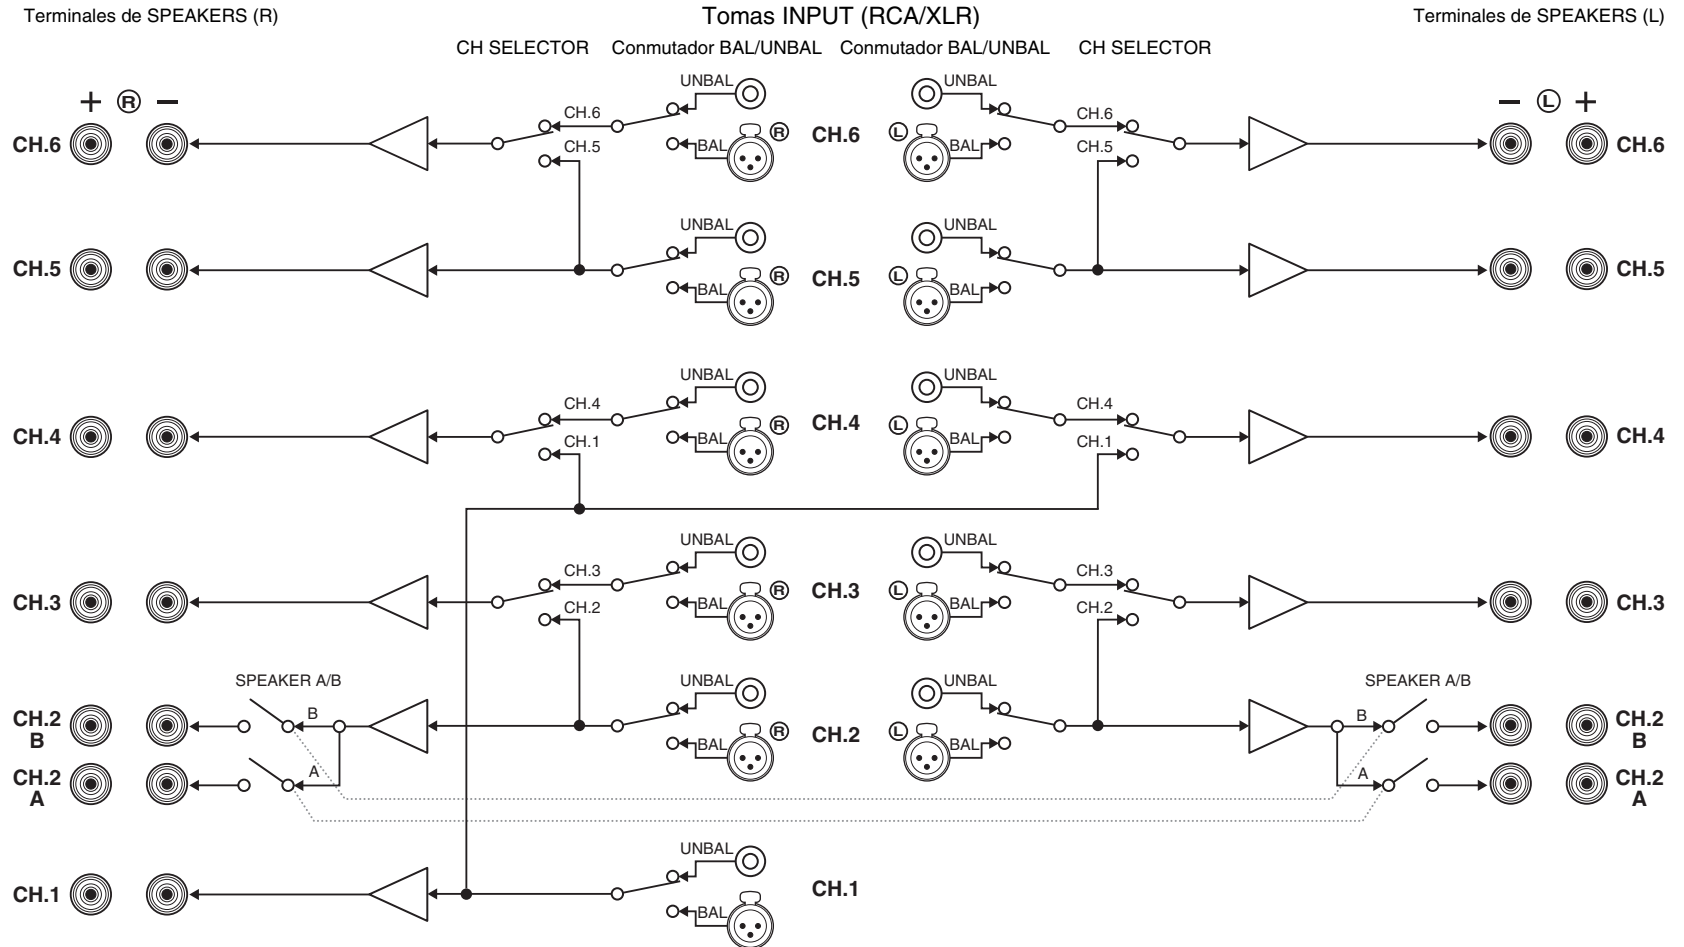 Terminales de SPEAKERS (R) Tomas INPUT (RCA/XLR) Terminales de SPEAKERS (L)
CH SELECTOR Conmutador BAL/UNBAL Conmutador BAL/UNBAL CH SELECTOR
UNBAL UNBAL
+ R − − L +
CH.6 CH.6
R L
CH.6 CH.6 CH.6
BAL BAL
CH.5 CH.5
UNBAL UNBAL
CH.5 R CH.5 L CH.5
BAL BAL
UNBAL UNBAL
CH.4 CH.4
CH.4 R CH.4 L CH.4
BAL BAL
CH.1 CH.1
UNBAL UNBAL
CH.3 CH.3
CH.3 R CH.3 L CH.3
BAL BAL
CH.2 CH.2
SPEAKER A/B UNBAL UNBAL SPEAKER A/B
CH.2 B B CH.2
B R CH.2 L B
BAL BAL
CH.2 A A CH.2
A A
UNBAL
CH.1 CH.1
BAL